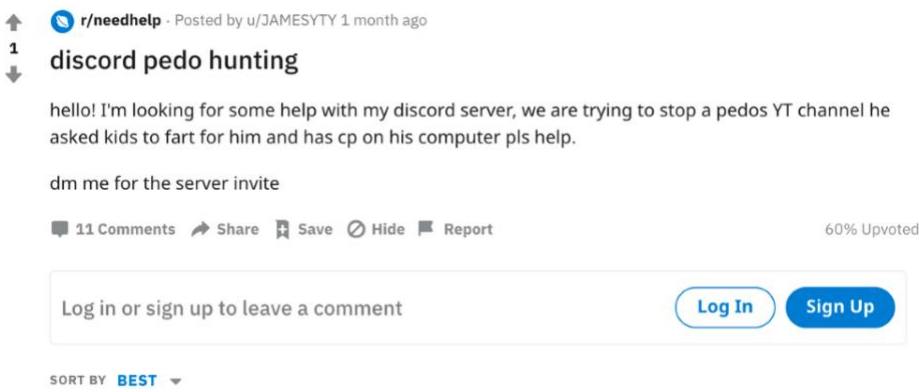 r/needhelp · Posted by u/JAMESYTY 1 month ago
1
discord pedo hunting
hello! I'm looking for some help with my discord server, we are trying to stop a pedos YT channel he
asked kids to fart for him and has cp on his computer pls help.
dm me for the server invite
11 Comments Share Save Hide Report 60% Upvoted
Log in or sign up to leave a comment Log In Sign Up
SORT BY BEST